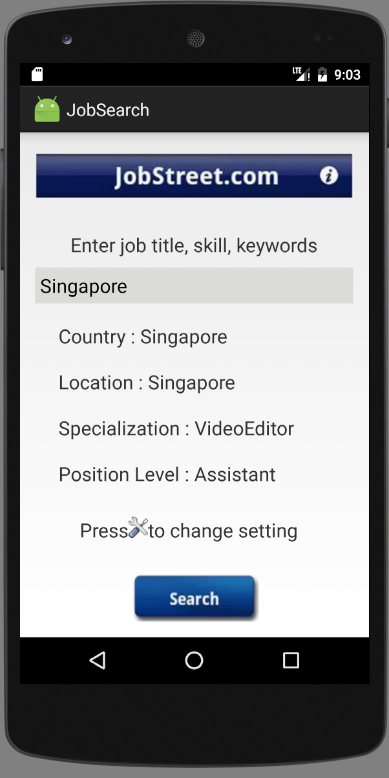 LTE 9:03
JobSearch
JobStreet.com i
Enter job title, skill, keywords
Singapore
Country : Singapore
Location : Singapore
Specialization : VideoEditor
Position Level : Assistant
Press to change setting
Search